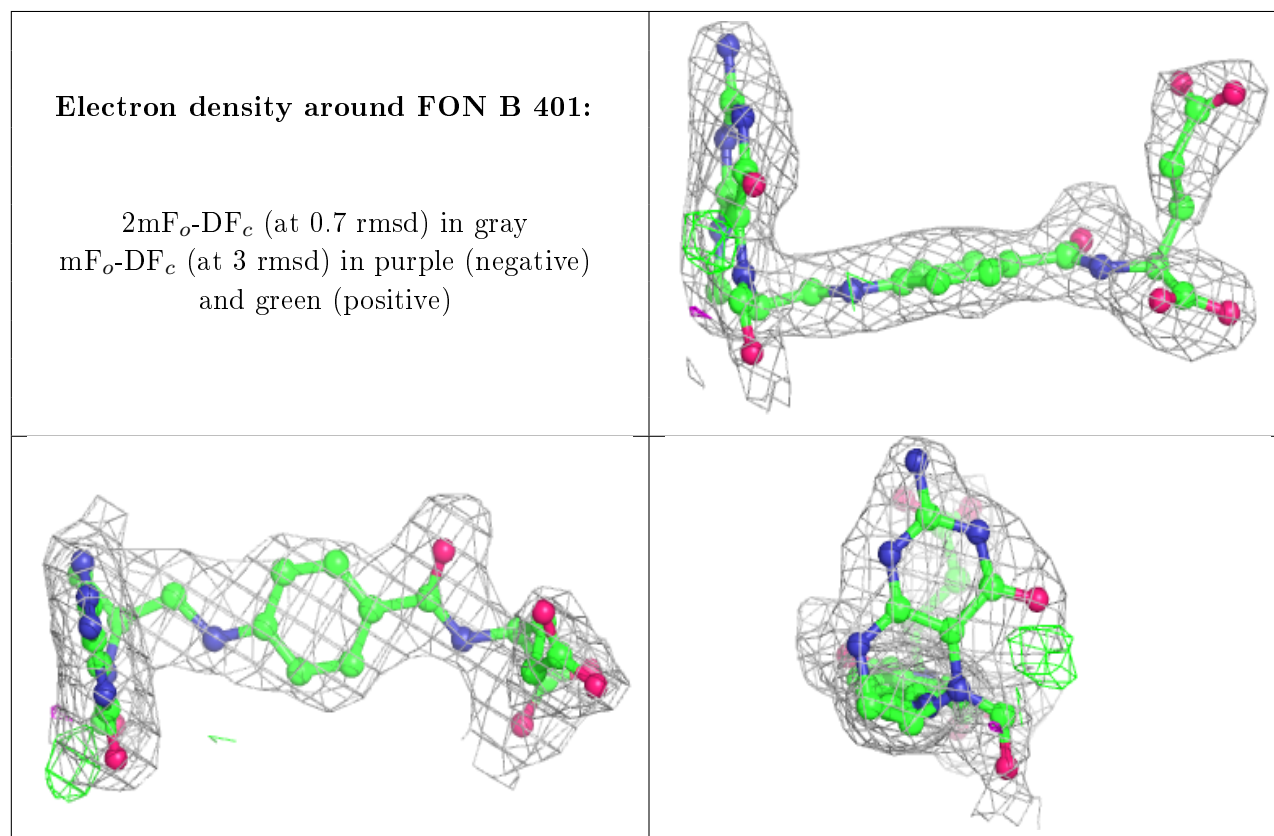 Electron density around FON B 401:
2mFₒ-DF𝒸 (at 0.7 rmsd) in gray
mFₒ-DF𝒸 (at 3 rmsd) in purple (negative)
and green (positive)